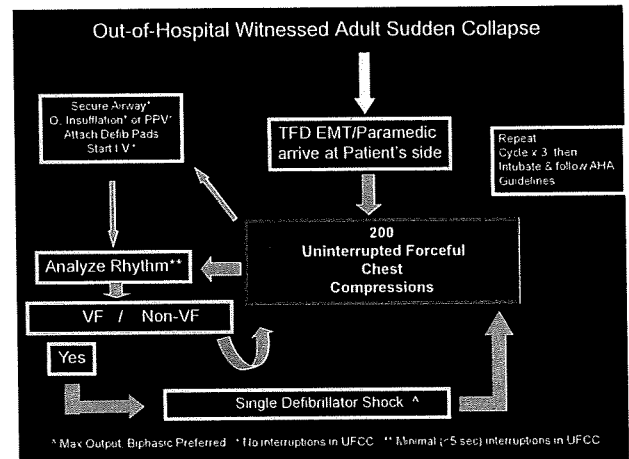 Out-of-Hospital Witnessed Adult Sudden Collapse
Secure Airway*
O₂ Insufflation* or PPV*
Attach Defib Pads
Start I.V.*
TFD EMT/Paramedic
arrive at Patient's side
Repeat
Cycle x 3 then
Intubate & follow AHA
Guidelines
200
Uninterrupted Forceful
Chest
Compressions
Analyze Rhythm**
VF / Non-VF
Yes
Single Defibrillator Shock ^
^ Max Output, Biphasic Preferred * No interruptions in UFCC ** Minimal (<5 sec) interruptions in UFCC